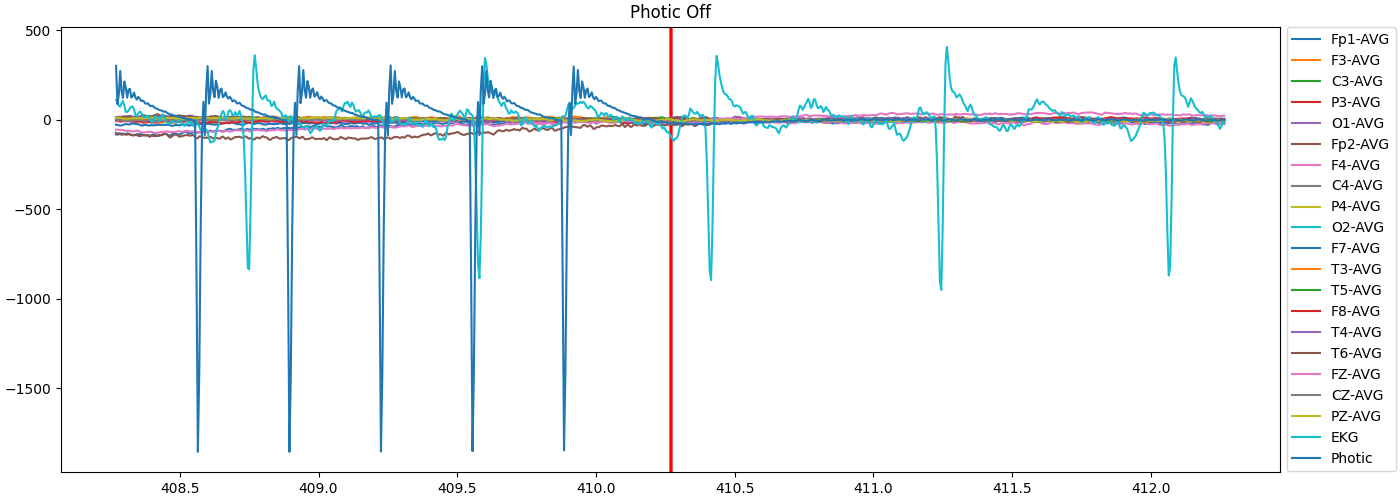 Photic Off
500
0
−500
−1000
−1500
408.5 409.0 409.5 410.0 410.5 411.0 411.5 412.0
Fp1-AVG
F3-AVG
C3-AVG
P3-AVG
O1-AVG
Fp2-AVG
F4-AVG
C4-AVG
P4-AVG
O2-AVG
F7-AVG
T3-AVG
T5-AVG
F8-AVG
T4-AVG
T6-AVG
FZ-AVG
CZ-AVG
PZ-AVG
EKG
Photic